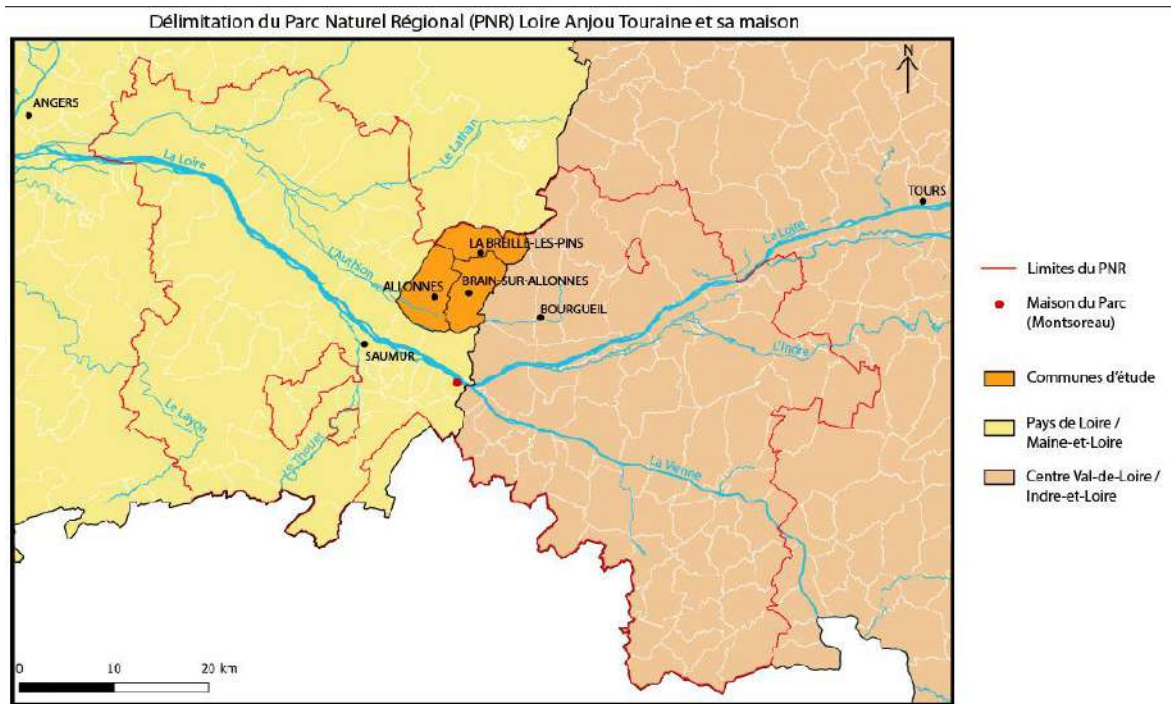 Délimitation du Parc Naturel Régional (PNR) Loire Anjou Touraine et sa maison
N
ANGERS
Le Lathan
La Loire
TOURS
La Loire
LA BREILLE-LES-PINS
L'Authion
ALLONNES
BRAIN-SUR-ALLONNES
BOURGUEIL
SAUMUR
L'Indre
Le Layon
Le Thouet
La Vienne
0 10 20 km
Limites du PNR
Maison du Parc
(Montsoreau)
Communes d'étude
Pays de Loire /
Maine-et-Loire
Centre Val-de-Loire /
Indre-et-Loire